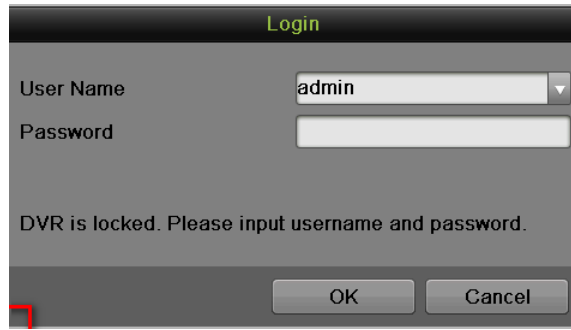 Login
User Name admin
Password
DVR is locked. Please input username and password.
OK Cancel